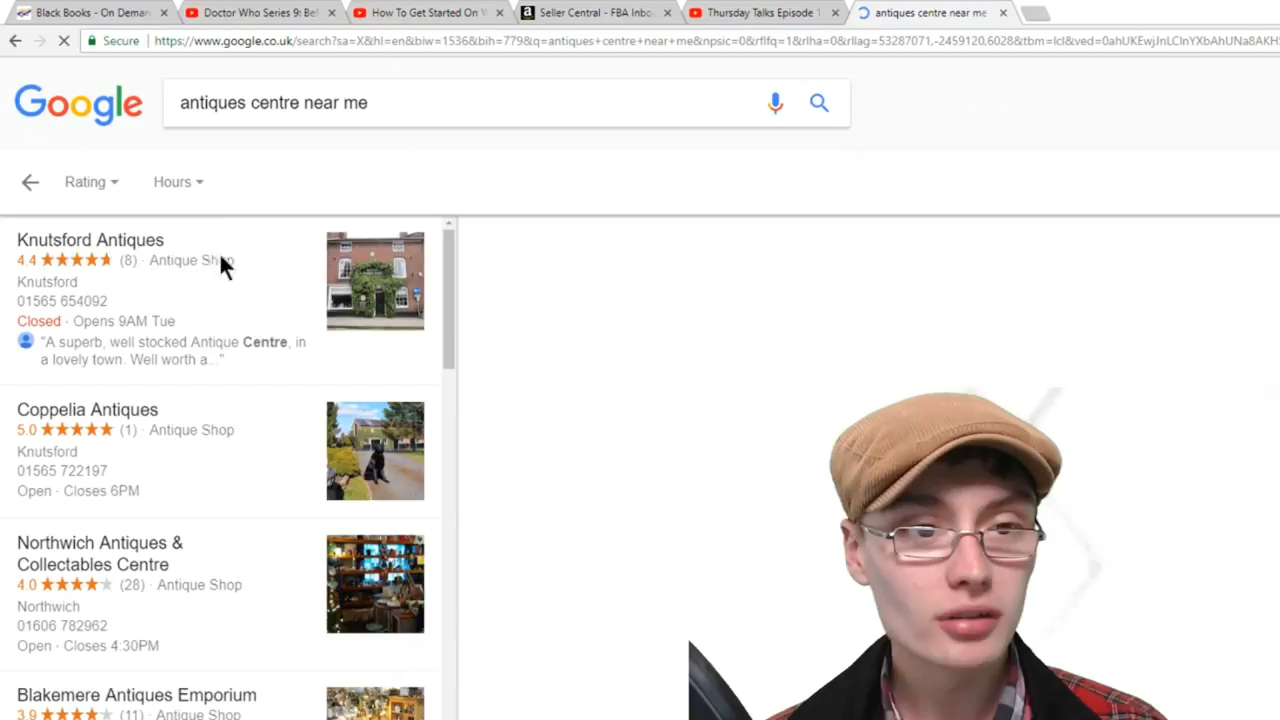 Black Books - On Deman
Doctor Who Series 9: Be
How To Get Started On
Seller Central - FBA Inbo
Thursday Talks Episode
antiques centre near me
Secure
https://www.google.co.uk/search?sa=X&hl=en&biw=1536&bih=779&q=antiques+centre+near+me&npsic=0&rflfq=1&rlha=0&rllag=53287071,-2459120,6028&tbm=lcl&ved=0ahUKEwjnLClnYXbAhUNa8AKH
Google
antiques centre near me
Rating
Hours
Knutsford Antiques
4.4 (8) · Antique Shop
Knutsford
01565 654092
Closed · Opens 9AM Tue
"A superb, well stocked Antique Centre, in
a lovely town. Well worth a..."
Coppelia Antiques
5.0 (1) · Antique Shop
Knutsford
01565 722197
Open · Closes 6PM
Northwich Antiques &
Collectables Centre
4.0 (28) · Antique Shop
Northwich
01606 782962
Open · Closes 4:30PM
Blakemere Antiques Emporium
3.9 (11) · Antique Shop